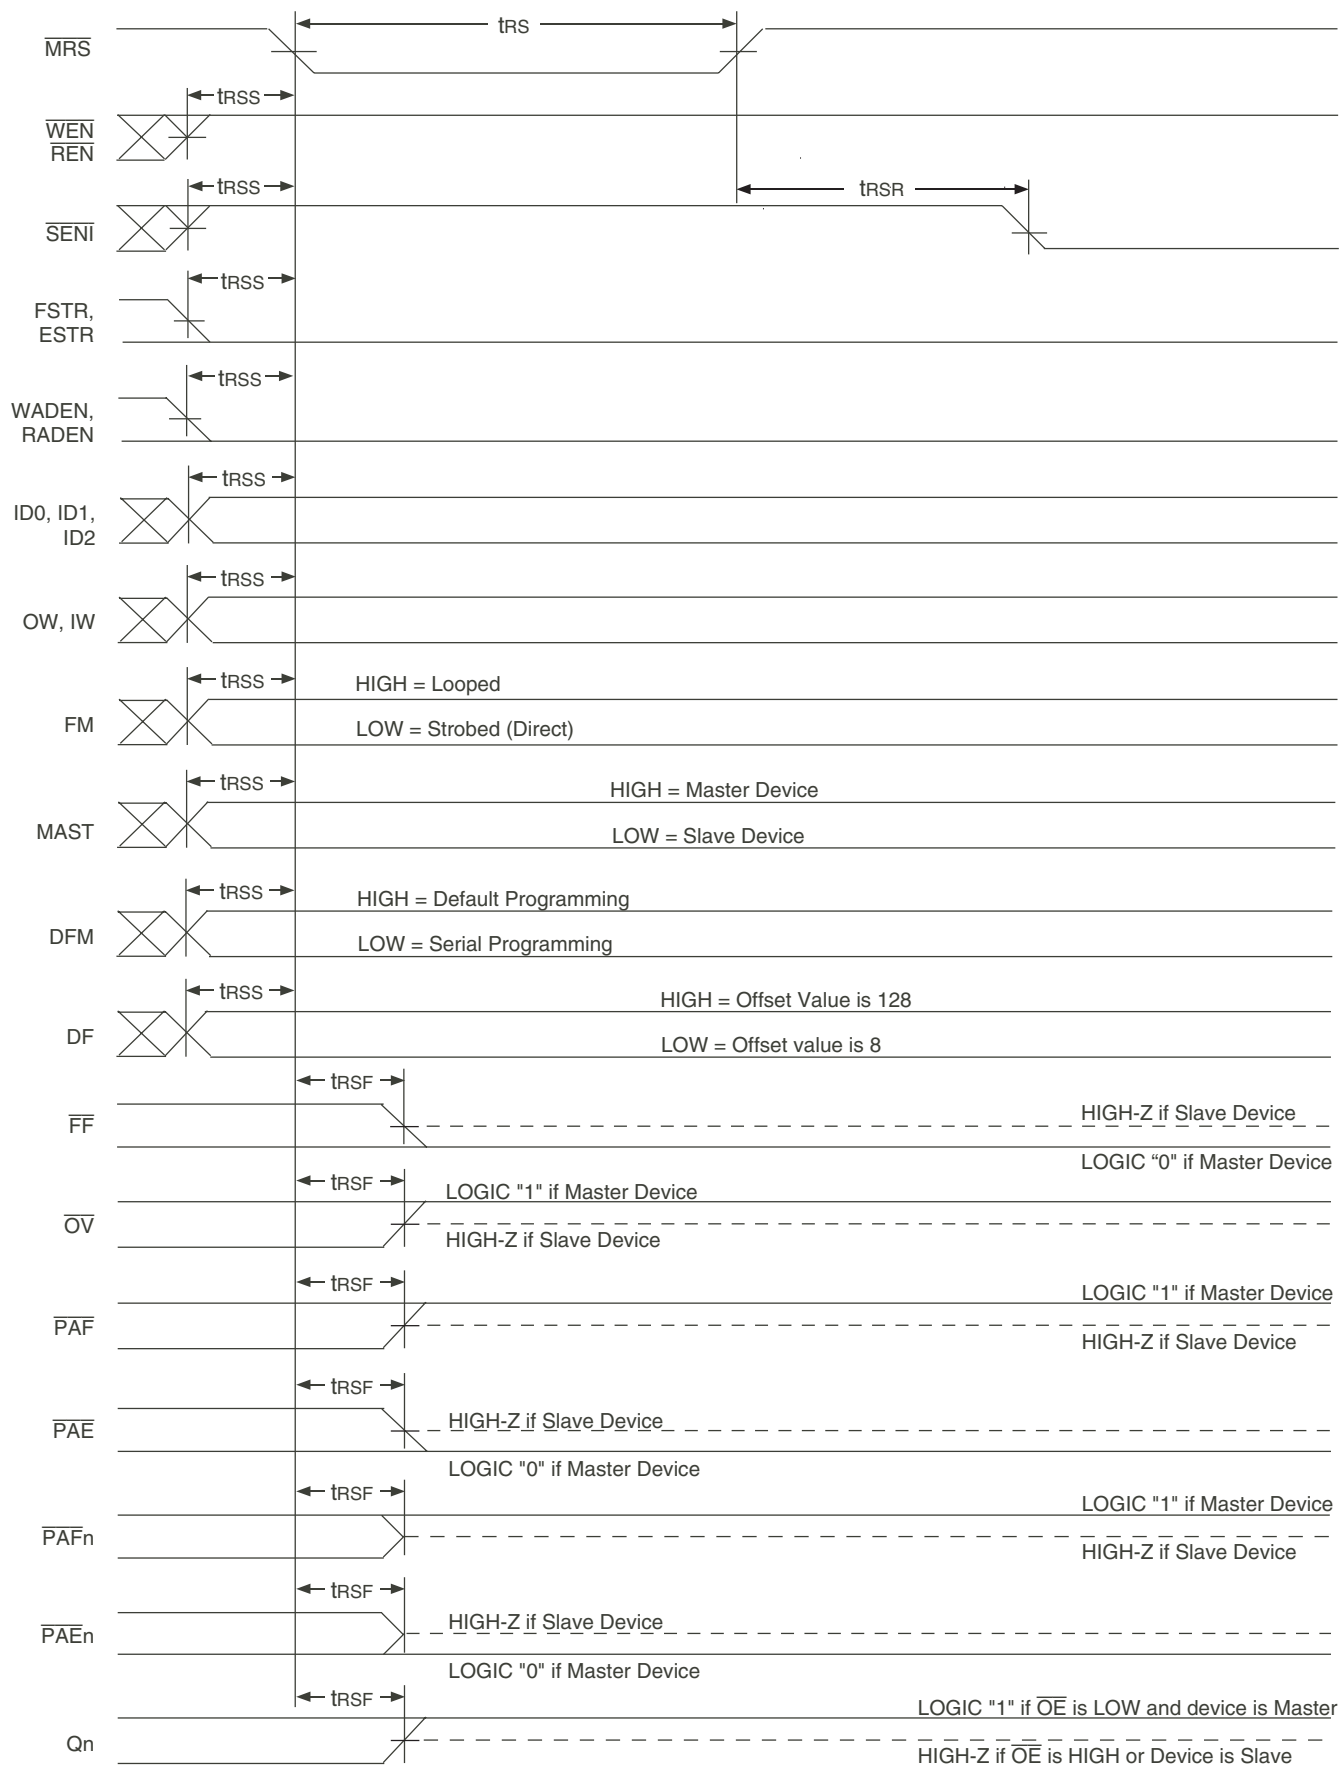 tRS
MRS
tRSS
WEN
REN
tRSS
tRSR
SENI
tRSS
FSTR,
ESTR
tRSS
WADEN,
RADEN
tRSS
ID0, ID1,
ID2
tRSS
OW, IW
tRSS
HIGH = Looped
FM
LOW = Strobed (Direct)
tRSS
HIGH = Master Device
MAST
LOW = Slave Device
tRSS
HIGH = Default Programming
DFM
LOW = Serial Programming
tRSS
HIGH = Offset Value is 128
DF
LOW = Offset value is 8
tRSF
HIGH-Z if Slave Device
FF
LOGIC “0" if Master Device
tRSF
LOGIC "1" if Master Device
OV
HIGH-Z if Slave Device
tRSF
LOGIC "1" if Master Device
PAF
HIGH-Z if Slave Device
tRSF
HIGH-Z if Slave Device
PAE
LOGIC "0" if Master Device
tRSF
LOGIC "1" if Master Device
PAFn
HIGH-Z if Slave Device
tRSF
HIGH-Z if Slave Device
PAEn
LOGIC "0" if Master Device
tRSF
LOGIC "1" if OE is LOW and device is Master
Qn
HIGH-Z if OE is HIGH or Device is Slave